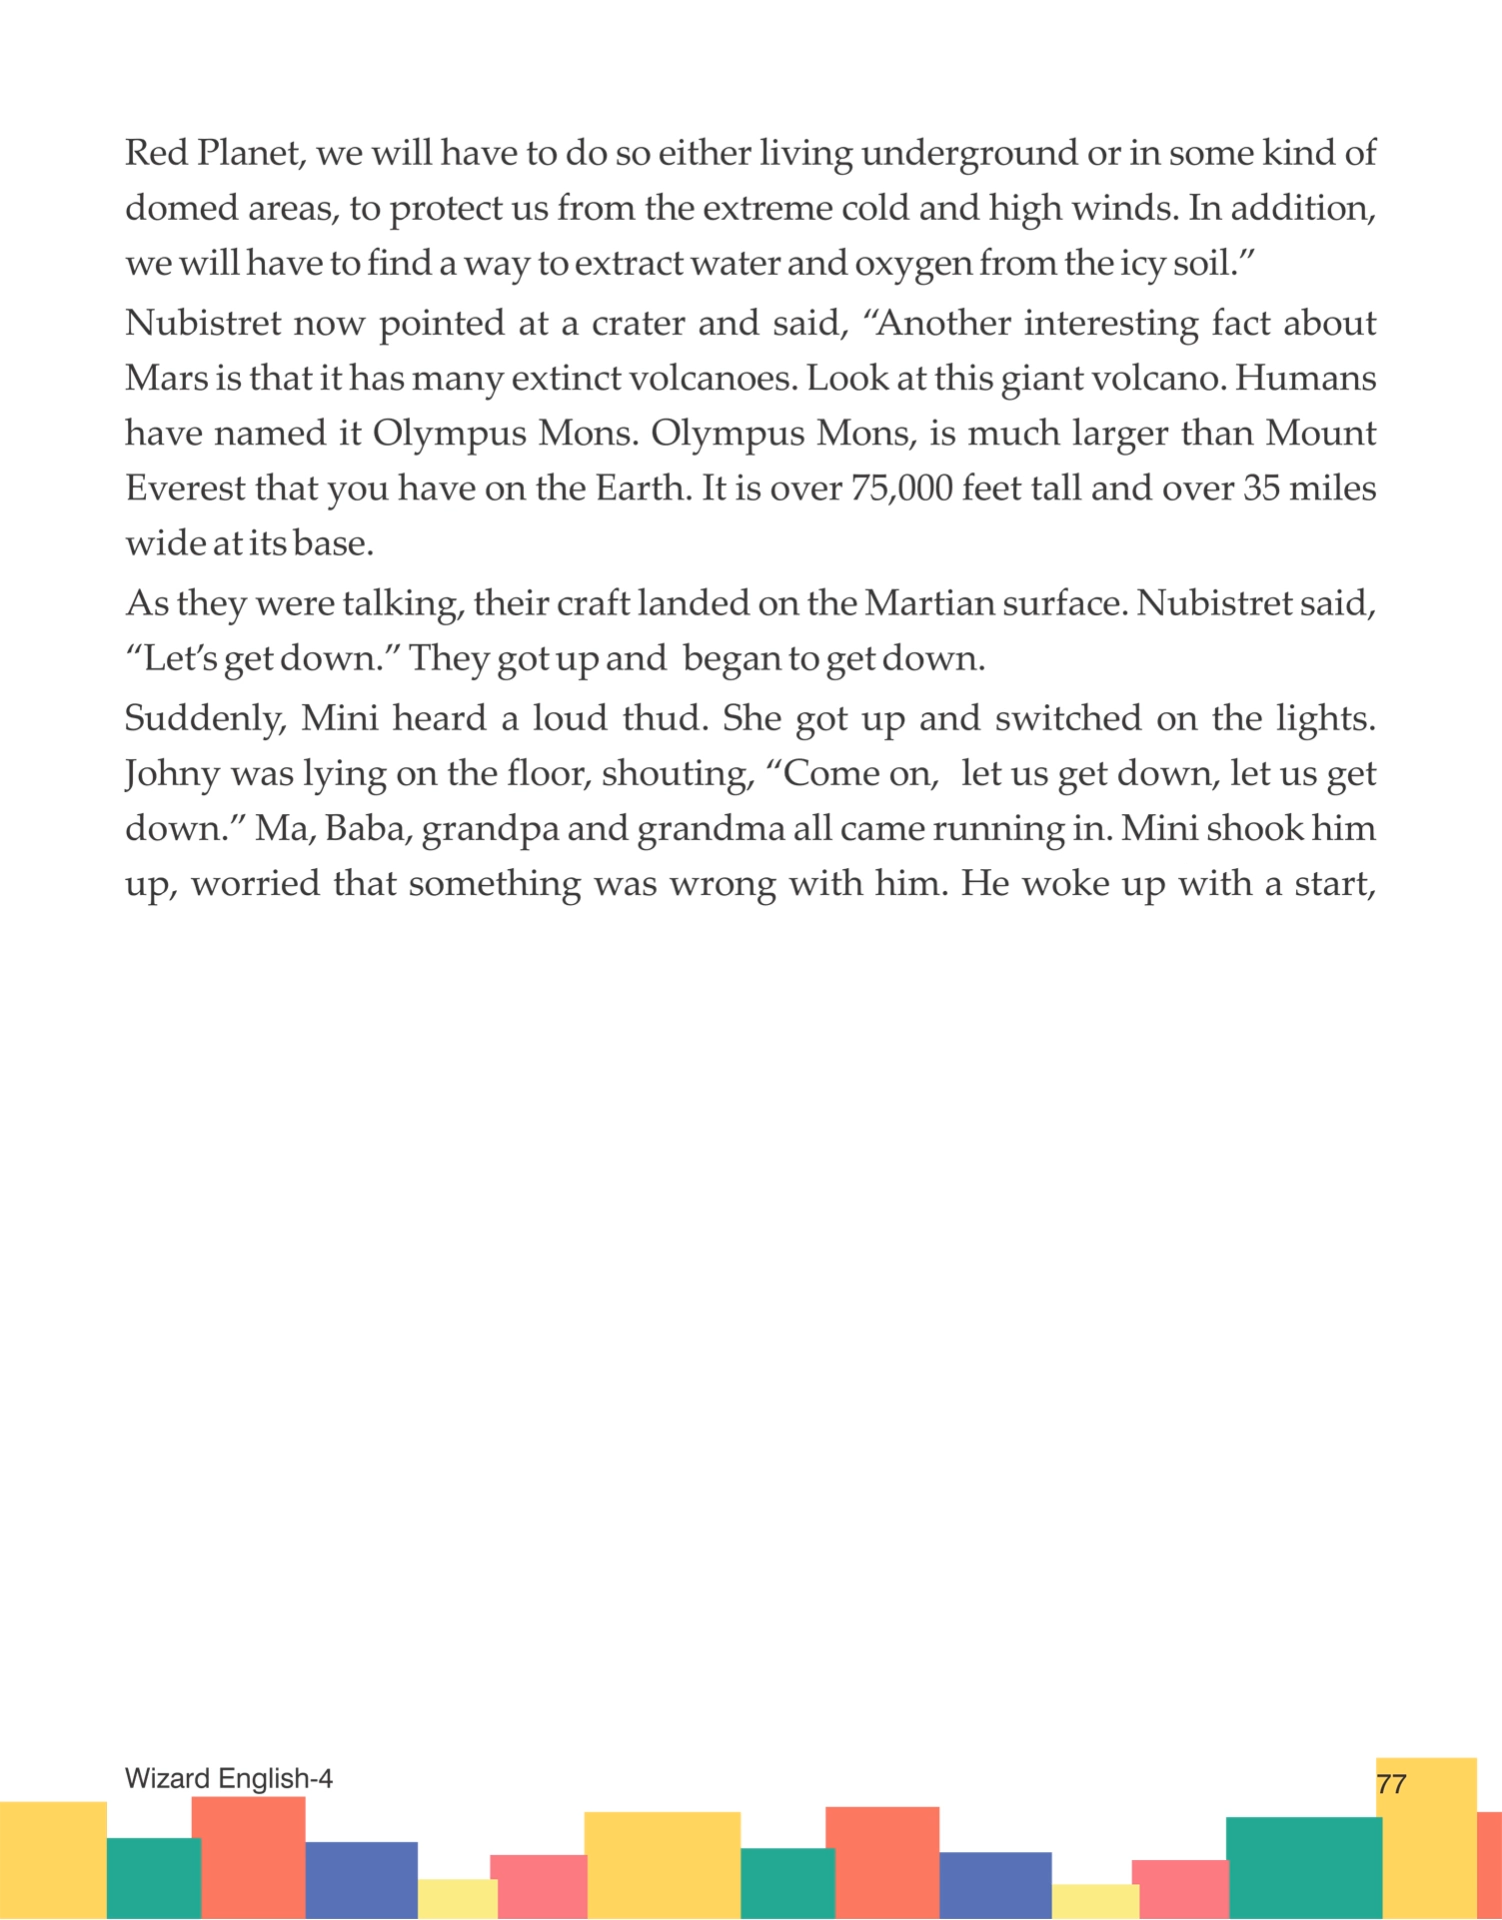 Red Planet, we will have to do so either living underground or in some kind of
domed areas, to protect us from the extreme cold and high winds. In addition,
we will have to find a way to extract water and oxygen from the icy soil.”
Nubistret now pointed at a crater and said, “Another interesting fact about
Mars is that it has many extinct volcanoes. Look at this giant volcano. Humans
have named it Olympus Mons. Olympus Mons, is much larger than Mount
Everest that you have on the Earth. It is over 75,000 feet tall and over 35 miles
wide at its base.
As they were talking, their craft landed on the Martian surface. Nubistret said,
“Let’s get down.” They got up and began to get down.
Suddenly, Mini heard a loud thud. She got up and switched on the lights.
Johny was lying on the floor, shouting, “Come on, let us get down, let us get
down.” Ma, Baba, grandpa and grandma all came running in. Mini shook him
up, worried that something was wrong with him. He woke up with a start,
Wizard English-4
77